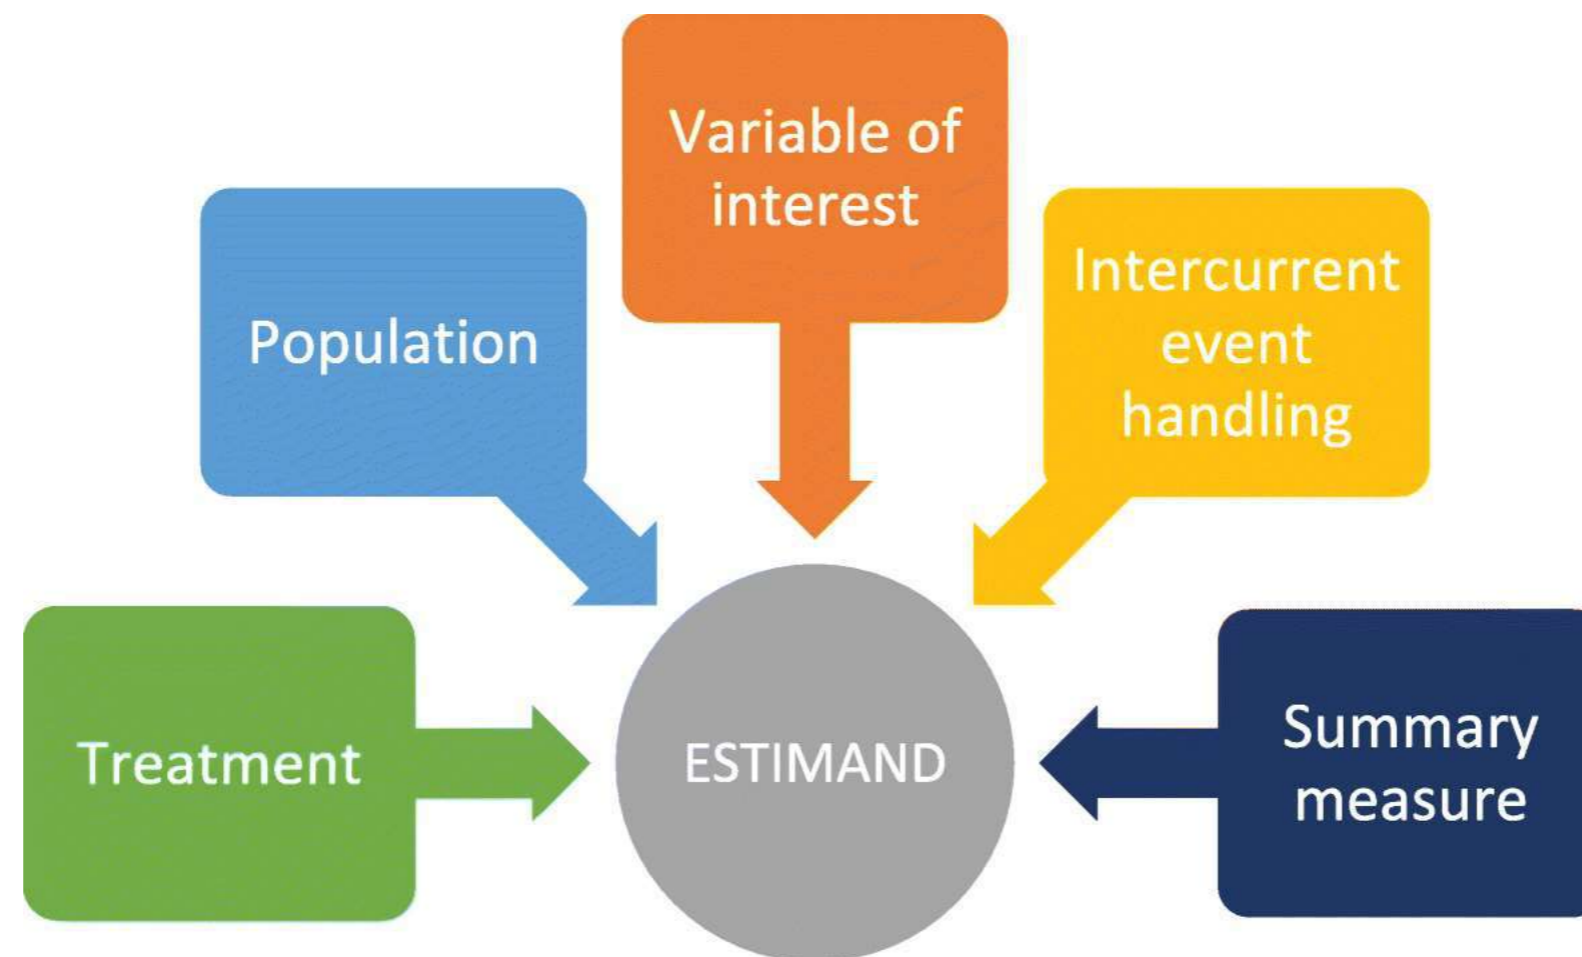 Variable of
interest
Population
Intercurrent
event
handling
Treatment
ESTIMAND
Summary
measure